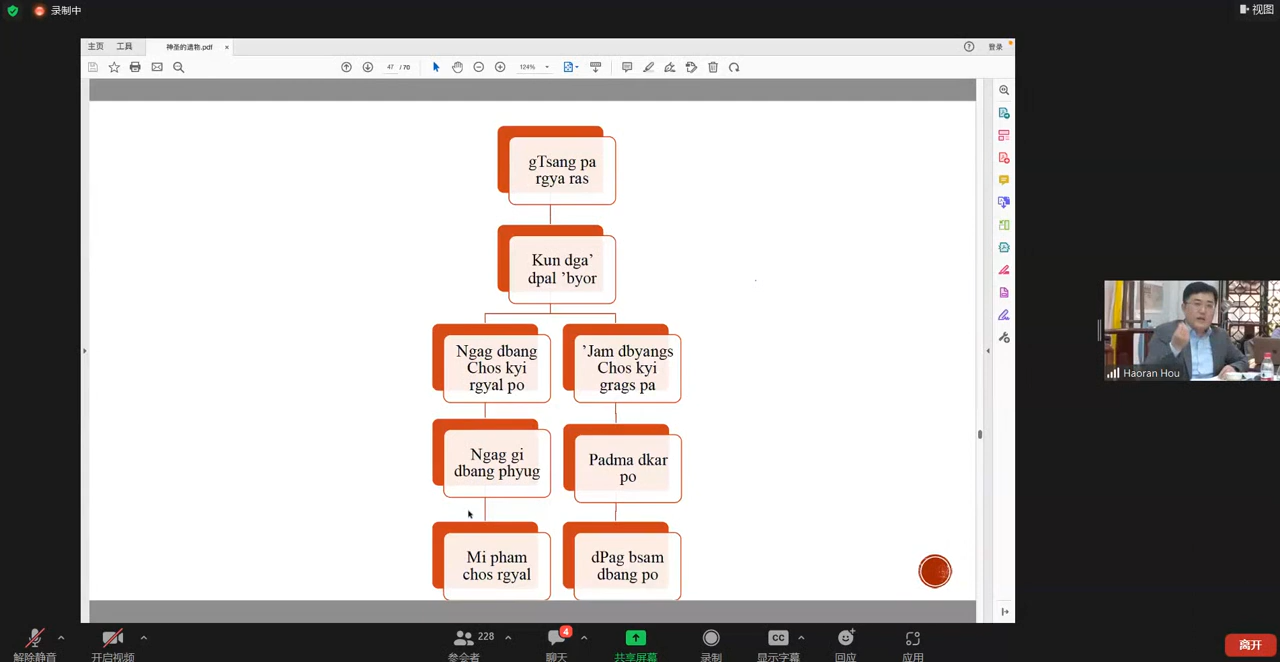 录制中
视图
主页 工具 神圣的遗物.pdf × 登录
47 / 70 124%
gTsang pa
rgya ras
Kun dga’
dpal ’byor
Ngag dbang
Chos kyi
rgyal po
’Jam dbyangs
Chos kyi
grags pa
Ngag gi
dbang phyug
Padma dkar
po
Mi pham
chos rgyal
dPag bsam
dbang po
Haoran Hou
解除静音 开启视频 228 参会者 4 聊天 共享屏幕 录制 CC 显示字幕 回应 应用 离开